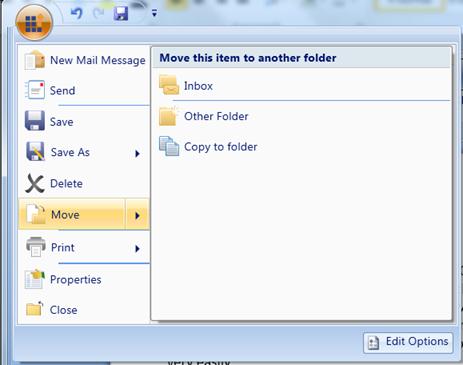 New Mail Message
Send
Save
Save As
Delete
Move
Print
Properties
Close
Move this item to another folder
Inbox
Other Folder
Copy to folder
Edit Options